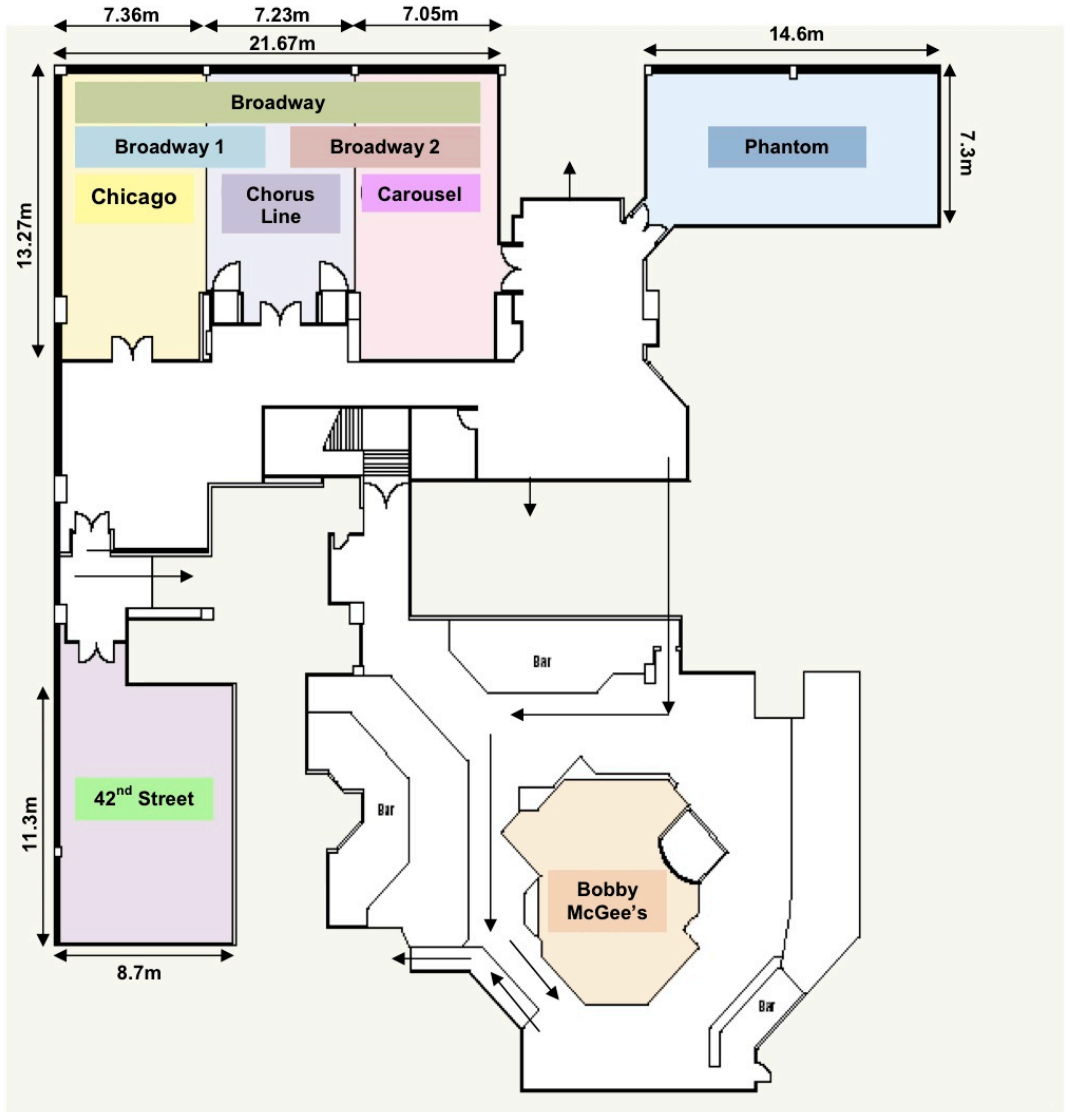 7.36m 7.23m 7.05m
21.67m
14.6m
Broadway
Broadway 1 Broadway 2
Phantom
7.3m
Chicago
Chorus
Line
Carousel
13.27m
Bar
42nd Street
11.3m
Bar
Bobby
McGee’s
8.7m
Bar